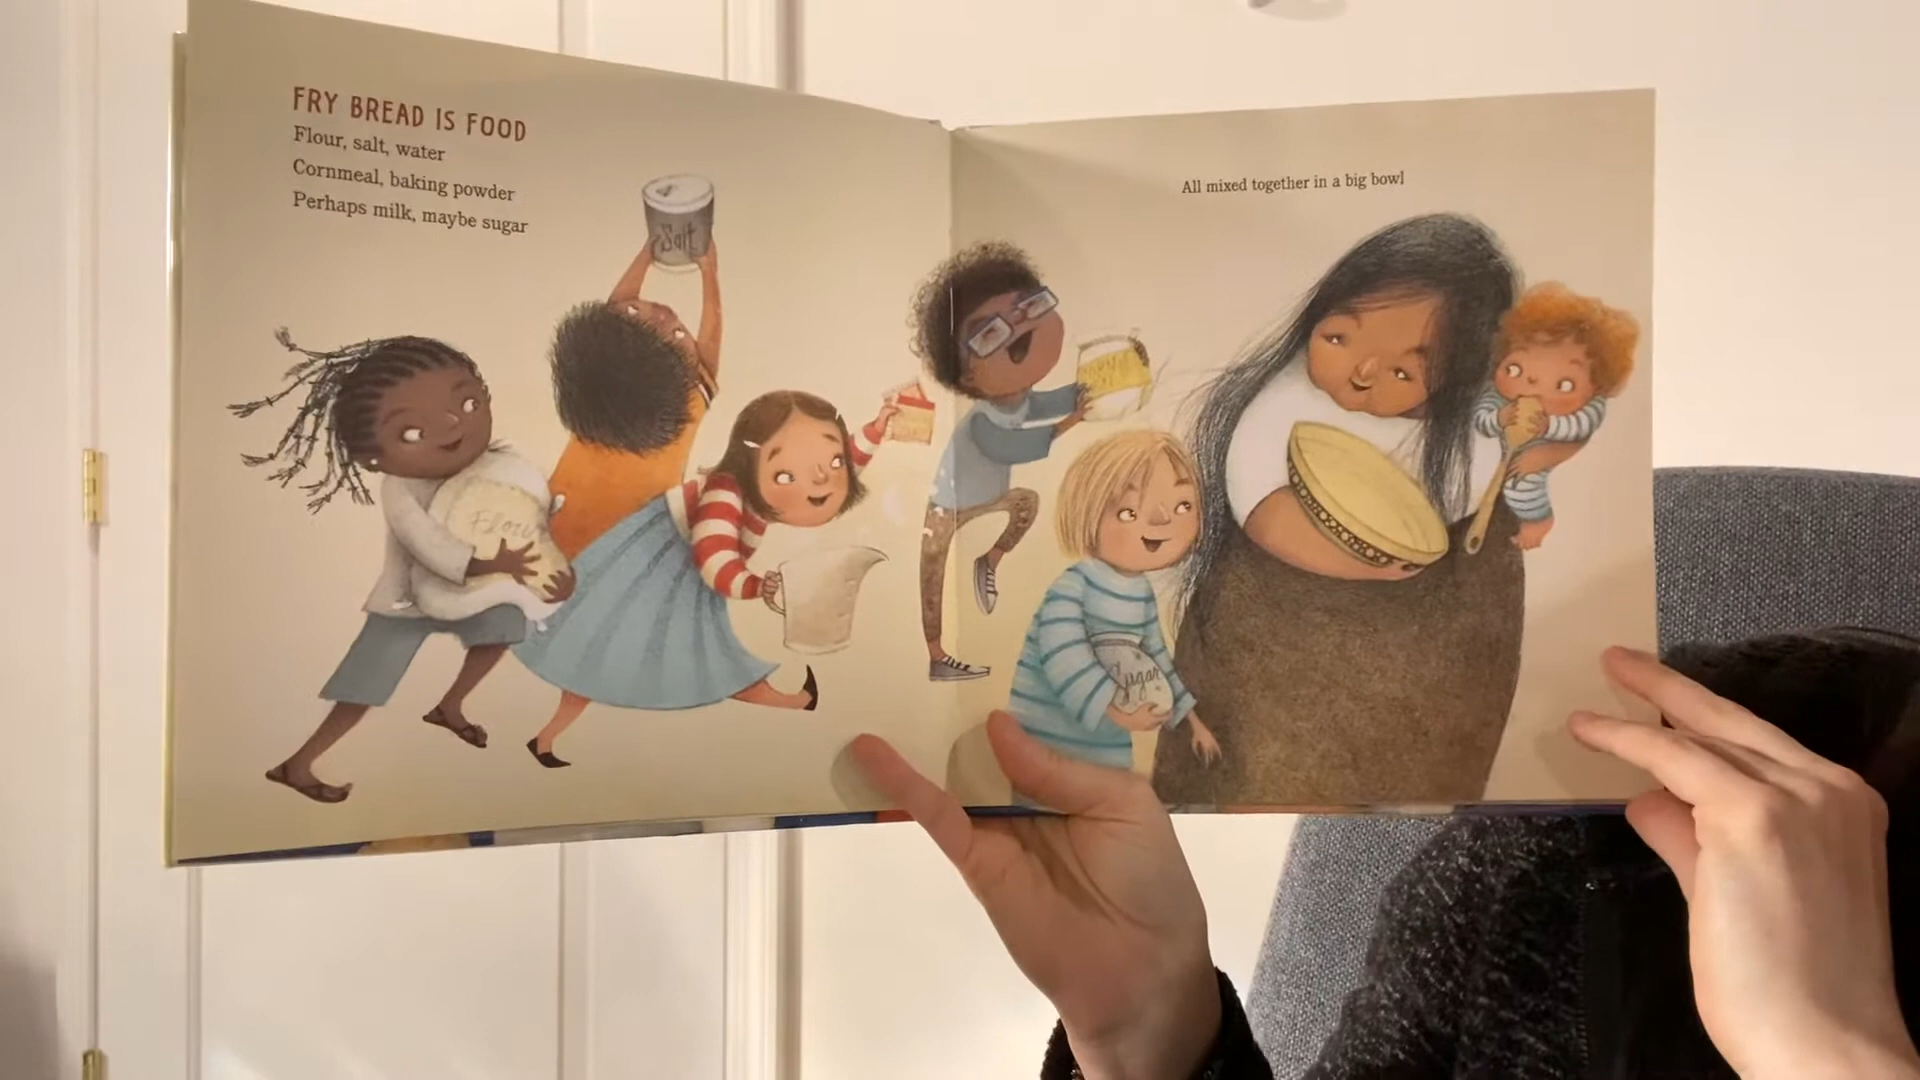 FRY BREAD IS FOOD
Flour, salt, water
Cornmeal, baking powder
Perhaps milk, maybe sugar
All mixed together in a big bowl
Salt
Flour
Sugar